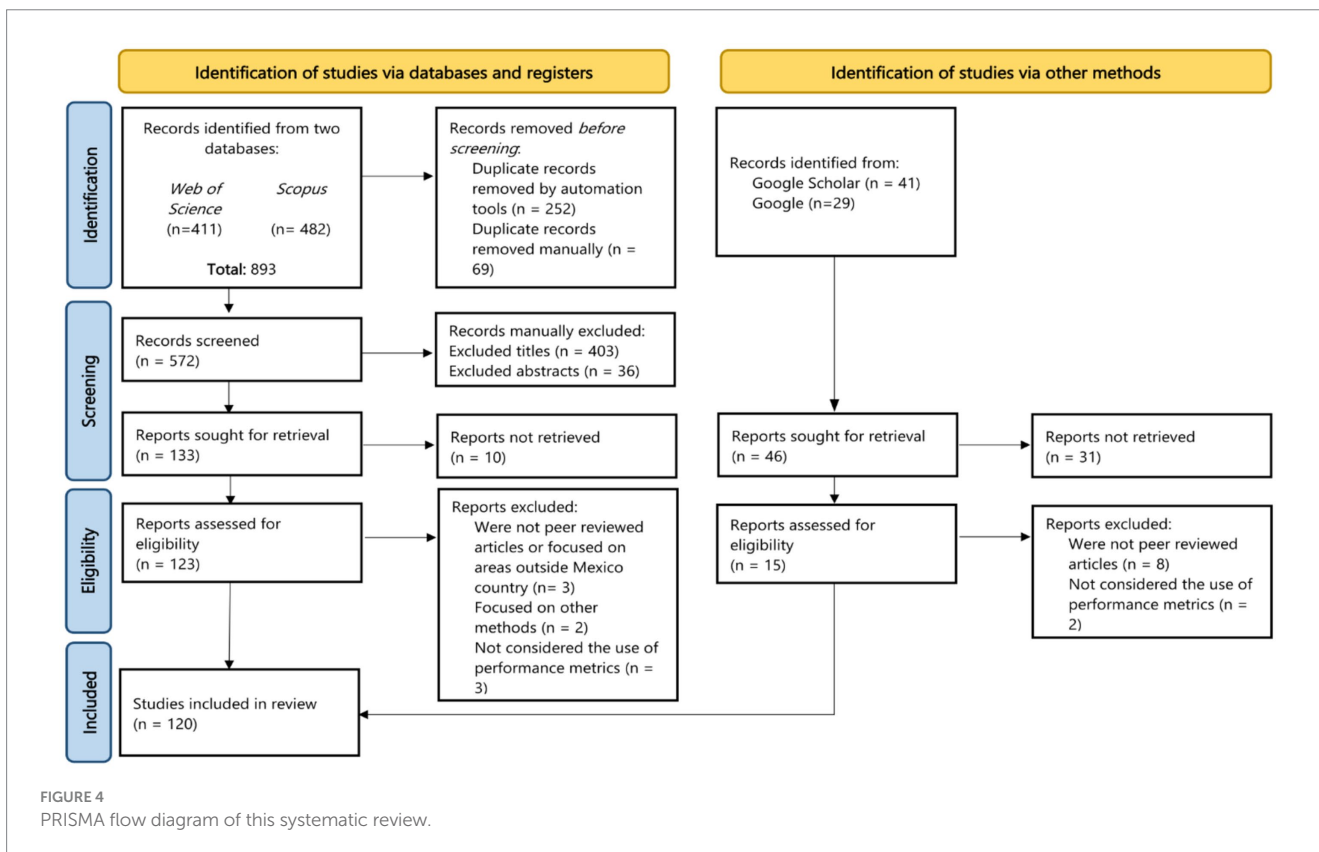 Identification of studies via databases and registers
Identification of studies via other methods
Identification
Records identified from two
databases:
Web of
Science
(n=411)
Scopus
(n= 482)
Total: 893
Records removed before
screening:
Duplicate records
removed by automation
tools (n = 252)
Duplicate records
removed manually (n =
69)
Records identified from:
Google Scholar (n = 41)
Google (n=29)
Screening
Records screened
(n = 572)
Records manually excluded:
Excluded titles (n = 403)
Excluded abstracts (n = 36)
Reports sought for retrieval
(n = 133)
Reports not retrieved
(n = 10)
Reports sought for retrieval
(n = 46)
Reports not retrieved
(n = 31)
Eligibility
Reports assessed for
eligibility
(n = 123)
Reports excluded:
Were not peer reviewed
articles or focused on
areas outside Mexico
country (n= 3)
Focused on other
methods (n = 2)
Not considered the use of
performance metrics (n =
3)
Reports assessed for
eligibility
(n = 15)
Reports excluded:
Were not peer reviewed
articles (n = 8)
Not considered the use of
performance metrics (n =
2)
Included
Studies included in review
(n = 120)
FIGURE 4
PRISMA flow diagram of this systematic review.